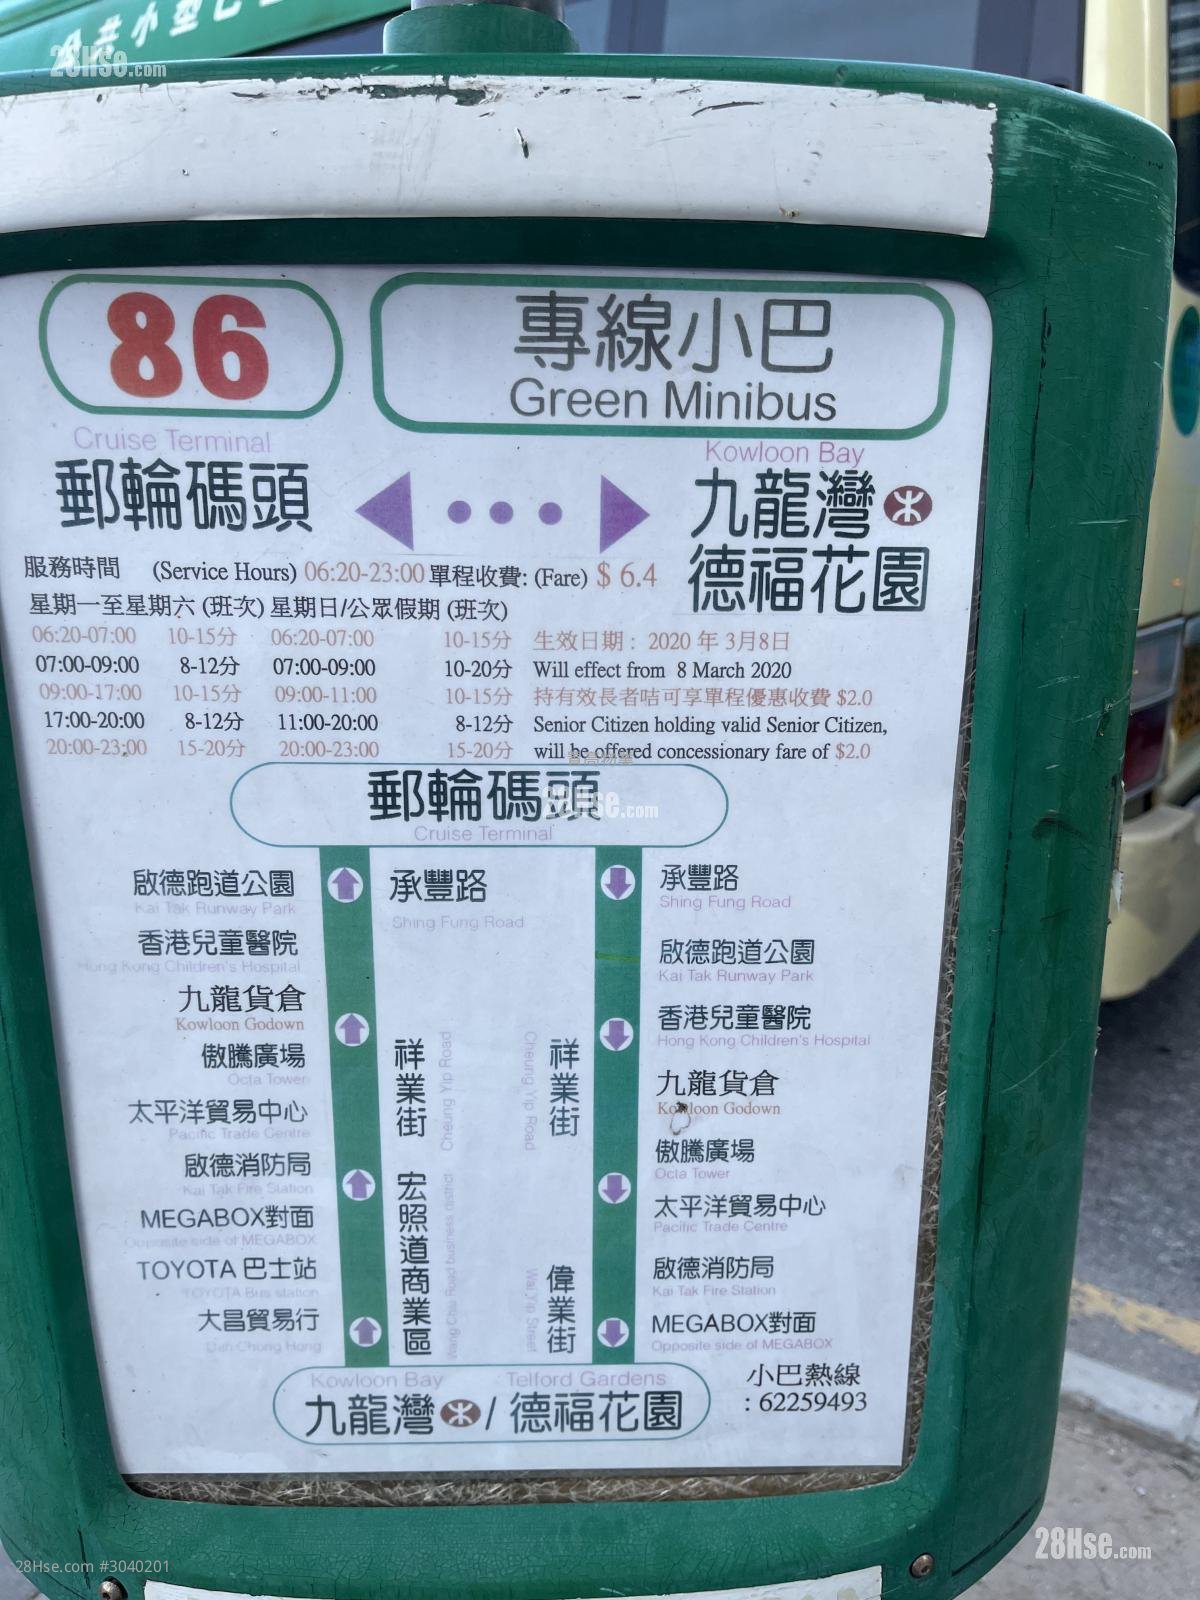 28Hse.com
86
專線小巴
Green Minibus
Cruise Terminal
郵輪碼頭
Kowloon Bay
九龍灣
德福花園
服務時間 (Service Hours) 06:20-23:00 單程收費: (Fare) $ 6.4
星期一至星期六 (班次) 星期日/公眾假期 (班次)
06:20-07:00 10-15分 06:20-07:00 10-15分 生效日期 : 2020 年 3月8日
07:00-09:00 8-12分 07:00-09:00 10-20分 Will effect from 8 March 2020
09:00-17:00 10-15分 09:00-11:00 10-15分 持有效長者咭可享單程優惠收費 $2.0
17:00-20:00 8-12分 11:00-20:00 8-12分 Senior Citizen holding valid Senior Citizen,
20:00-23:00 15-20分 20:00-23:00 15-20分 will be offered concessionary fare of $2.0
郵輪碼頭
28Hse.com
Cruise Terminal
啟德跑道公園
Kai Tak Runway Park
香港兒童醫院
Hong Kong Children's Hospital
九龍貨倉
Kowloon Godown
傲騰廣場
Octa Tower
太平洋貿易中心
Pacific Trade Centre
啟德消防局
Kai Tak Fire Station
MEGABOX對面
Opposite side of MEGABOX
TOYOTA 巴士站
TOYOTA Bus station
大昌貿易行
Dah Chong Hong
承豐路
Shing Fung Road
祥業街
Cheung Yip Road
宏照道商業區
Wang Chiu Road business district
祥業街
Cheung Yip Road
偉業街
Wai Yip Street
承豐路
Shing Fung Road
啟德跑道公園
Kai Tak Runway Park
香港兒童醫院
Hong Kong Children's Hospital
九龍貨倉
Kowloon Godown
傲騰廣場
Octa Tower
太平洋貿易中心
Pacific Trade Centre
啟德消防局
Kai Tak Fire Station
MEGABOX對面
Opposite side of MEGABOX
Kowloon Bay Telford Gardens
九龍灣 / 德福花園
小巴熱線
: 62259493
28Hse.com #3040201
28Hse.com